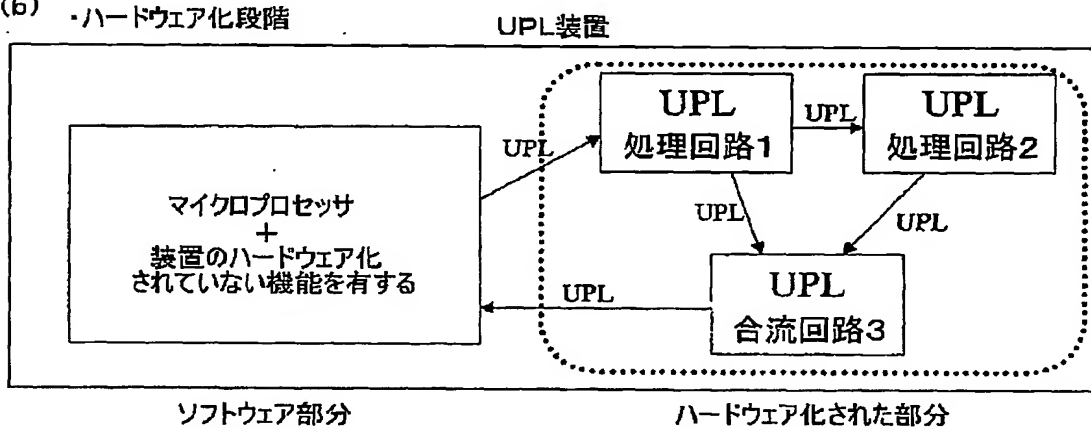 (b)
・ハードウェア化段階
UPL装置
マイクロプロセッサ
+
装置のハードウェア化
されていない機能を有する
UPL
UPL
処理回路1
UPL
UPL
処理回路2
UPL
UPL
UPL
合流回路3
UPL
ソフトウェア部分
ハードウェア化された部分